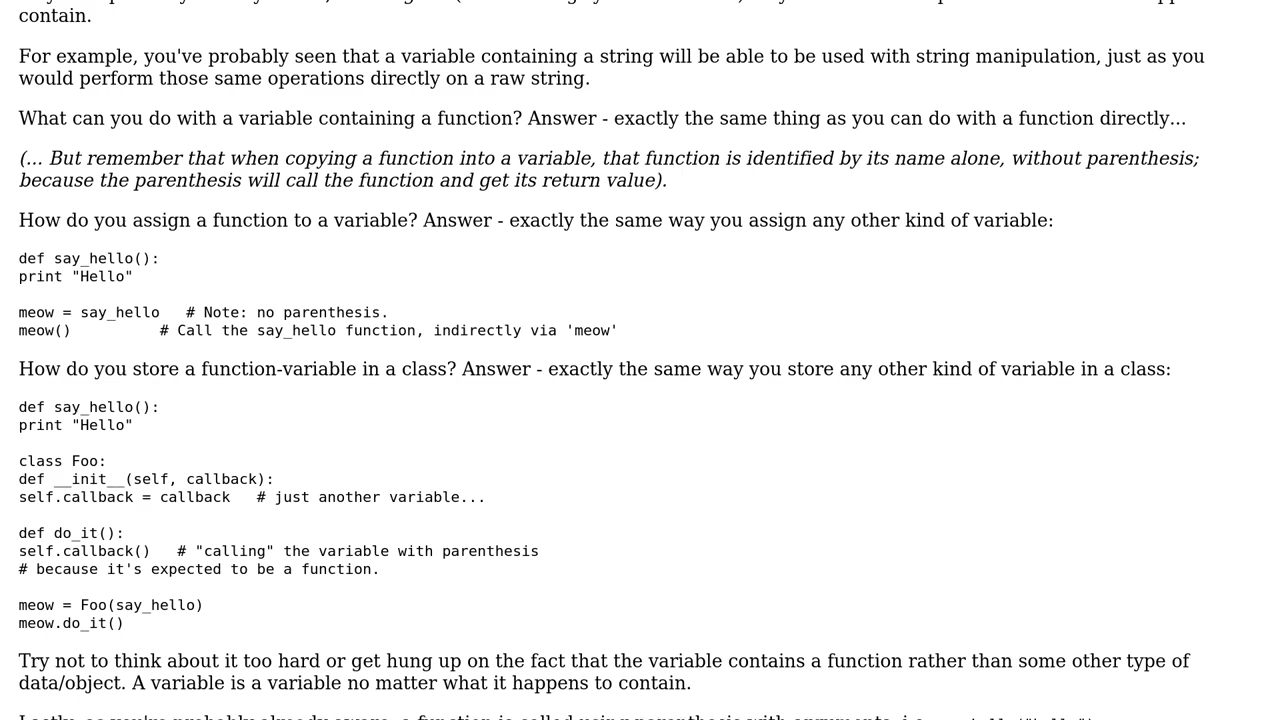 contain.
For example, you've probably seen that a variable containing a string will be able to be used with string manipulation, just as you
would perform those same operations directly on a raw string.
What can you do with a variable containing a function? Answer - exactly the same thing as you can do with a function directly...
(... But remember that when copying a function into a variable, that function is identified by its name alone, without parenthesis;
because the parenthesis will call the function and get its return value).
How do you assign a function to a variable? Answer - exactly the same way you assign any other kind of variable:
def say_hello():
print "Hello"
meow = say_hello   # Note: no parenthesis.
meow()          # Call the say_hello function, indirectly via 'meow'
How do you store a function-variable in a class? Answer - exactly the same way you store any other kind of variable in a class:
def say_hello():
print "Hello"
class Foo:
def __init__(self, callback):
self.callback = callback   # just another variable...
def do_it():
self.callback()   # "calling" the variable with parenthesis
# because it's expected to be a function.
meow = Foo(say_hello)
meow.do_it()
Try not to think about it too hard or get hung up on the fact that the variable contains a function rather than some other type of
data/object. A variable is a variable no matter what it happens to contain.